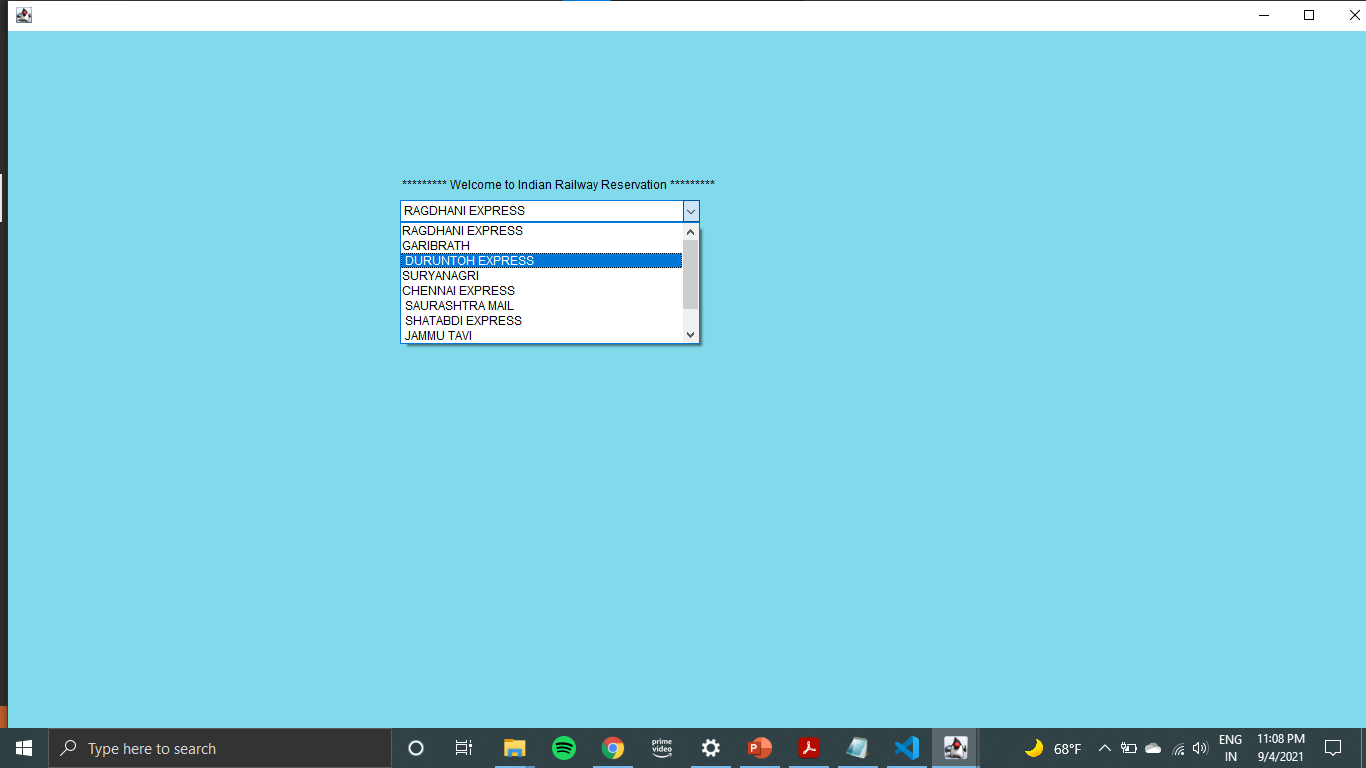 ********* Welcome to Indian Railway Reservation *********
RAGDHANI EXPRESS
RAGDHANI EXPRESS
GARIBRATH
DURUNTOH EXPRESS
SURYANAGRI
CHENNAI EXPRESS
SAURASHTRA MAIL
SHATABDI EXPRESS
JAMMU TAVI
Type here to search
prime
video
68°F
ENG
IN
11:08 PM
9/4/2021